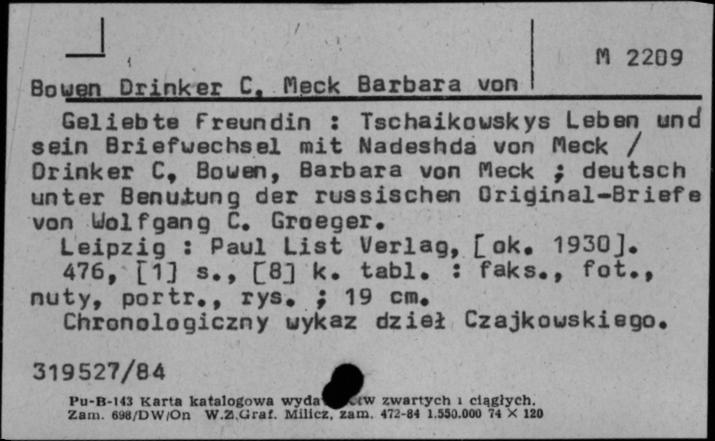 M 2209
Bowen Drinker C. Meck Barbara von
Geliebte Freundin : Tschaikowskys Leben und
sein Briefwechsel mit Nadeshda von Meck /
Drinker C, Bowen, Barbara von Meck ; deutsch
unter Benutung der russischen Original-Briefe
von Wolfgang C. Groeger.
Leipzig : Paul List Verlag, [ok. 1930].
476, [1] s., [8] k. tabl. : faks., fot.,
nuty, portr., rys. ; 19 cm.
Chronologiczny wykaz dzieł Czajkowskiego.
319527/84
Pu-B-143 Karta katalogowa zwartych i ciągłych.
Zam. 698/DW/On W.Z.Graf. Milicz, zam. 472-84 1.550.000 74 × 120